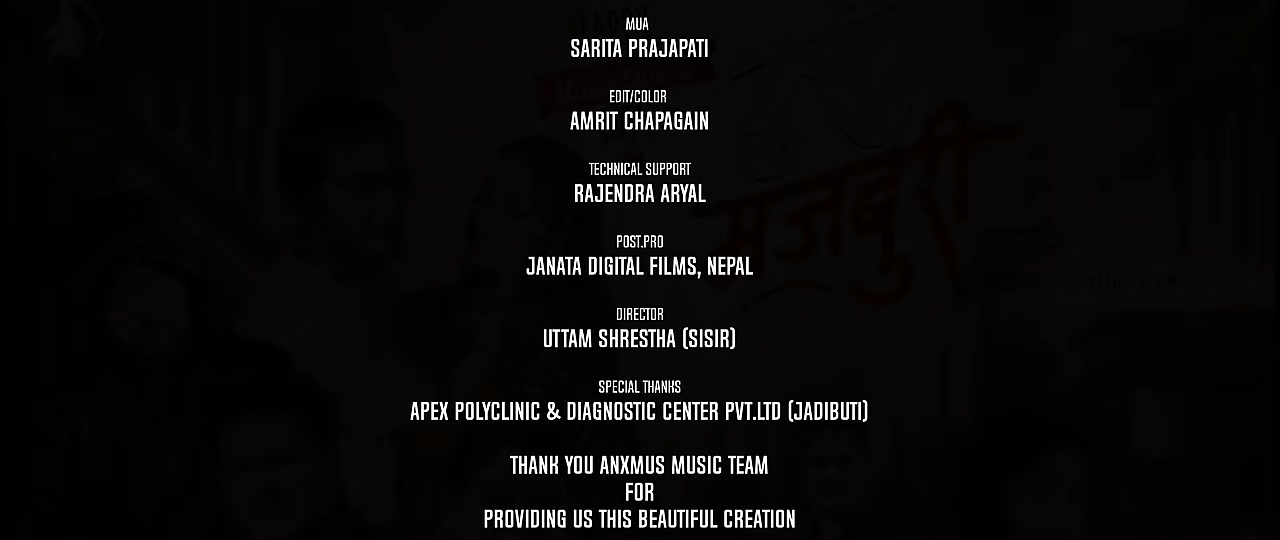 MUA
SARITA PRAJAPATI
EDIT/COLOR
AMRIT CHAPAGAIN
TECHNICAL SUPPORT
RAJENDRA ARYAL
POST.PRO
JANATA DIGITAL FILMS, NEPAL
DIRECTOR
UTTAM SHRESTHA (SISIR)
SPECIAL THANKS
APEX POLYCLINIC & DIAGNOSTIC CENTER PVT.LTD (JADIBUTI)
THANK YOU ANXMUS MUSIC TEAM
FOR
PROVIDING US THIS BEAUTIFUL CREATION
मजबुरी